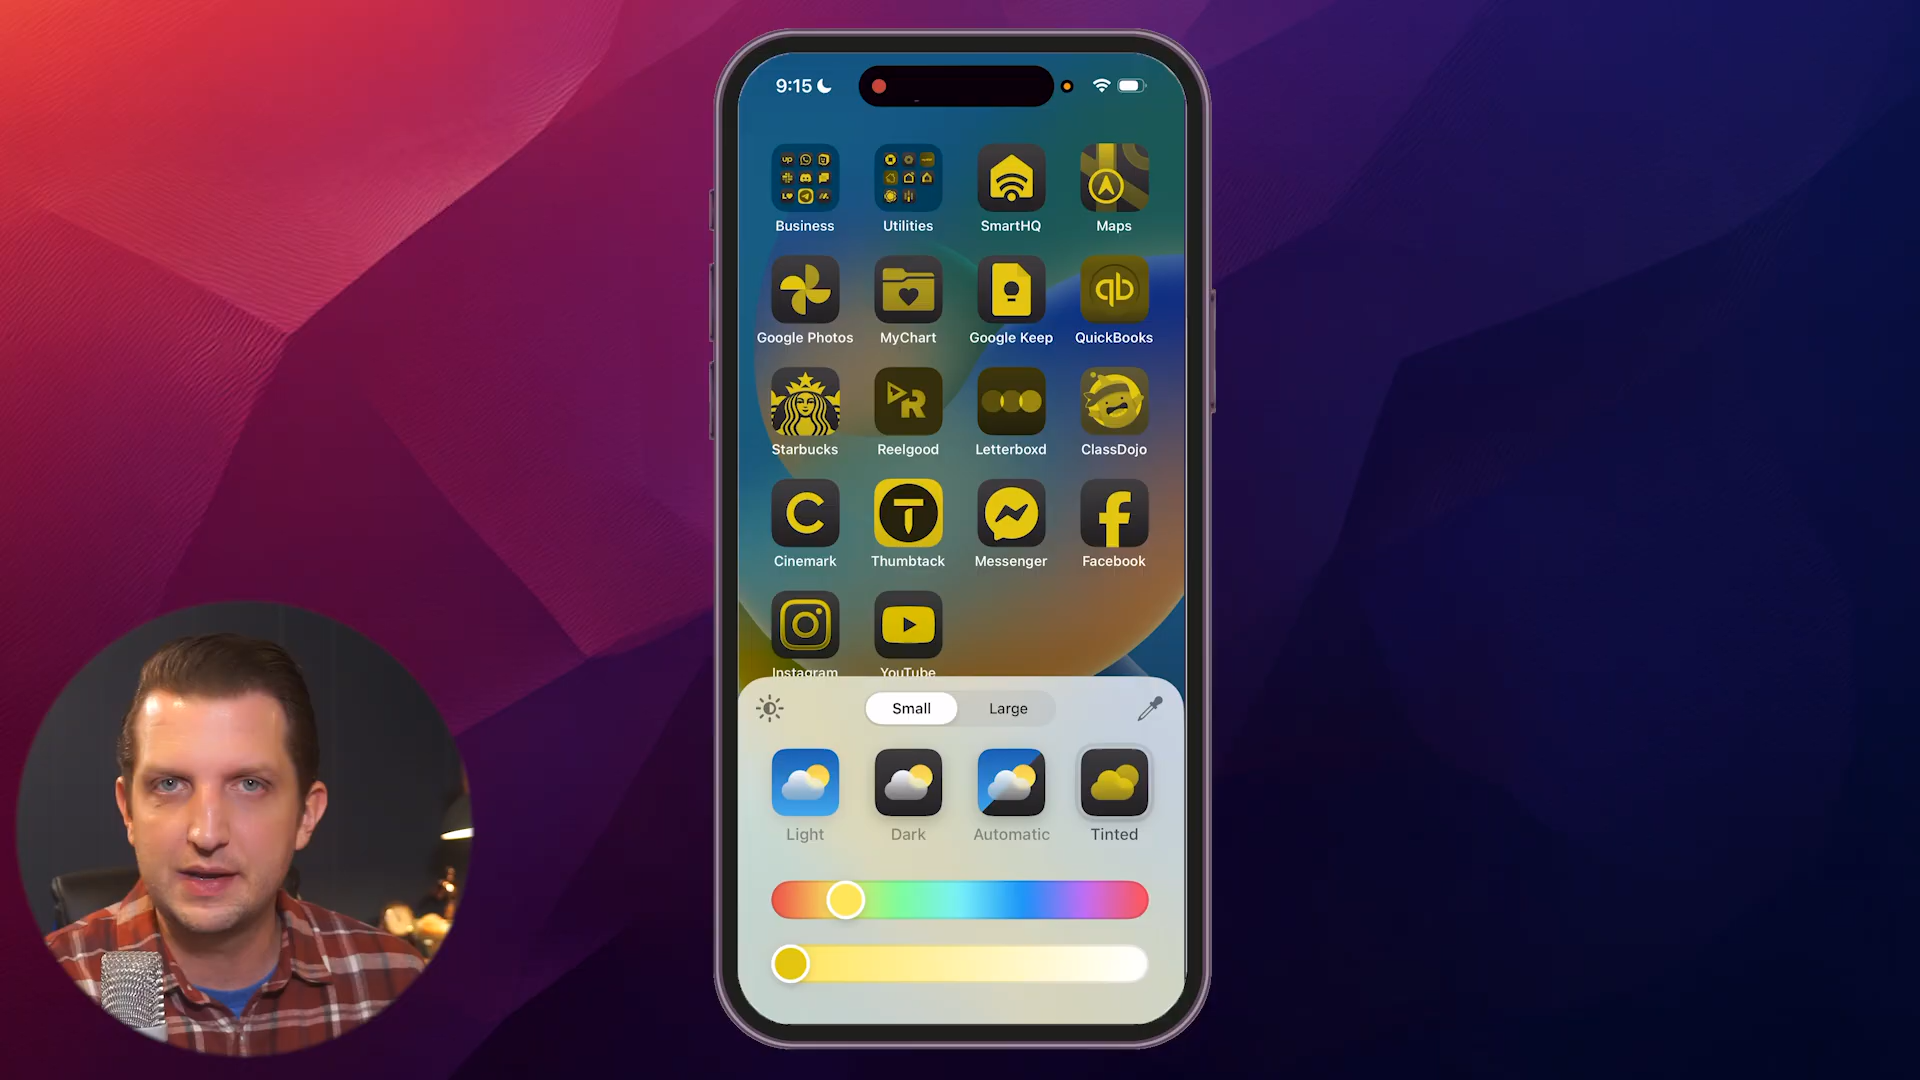 9:15
Business Utilities SmartHQ Maps
Google Photos MyChart Google Keep QuickBooks
Starbucks Reelgood Letterboxd ClassDojo
Cinemark Thumbtack Messenger Facebook
Instagram YouTube
Small Large
Light Dark Automatic Tinted